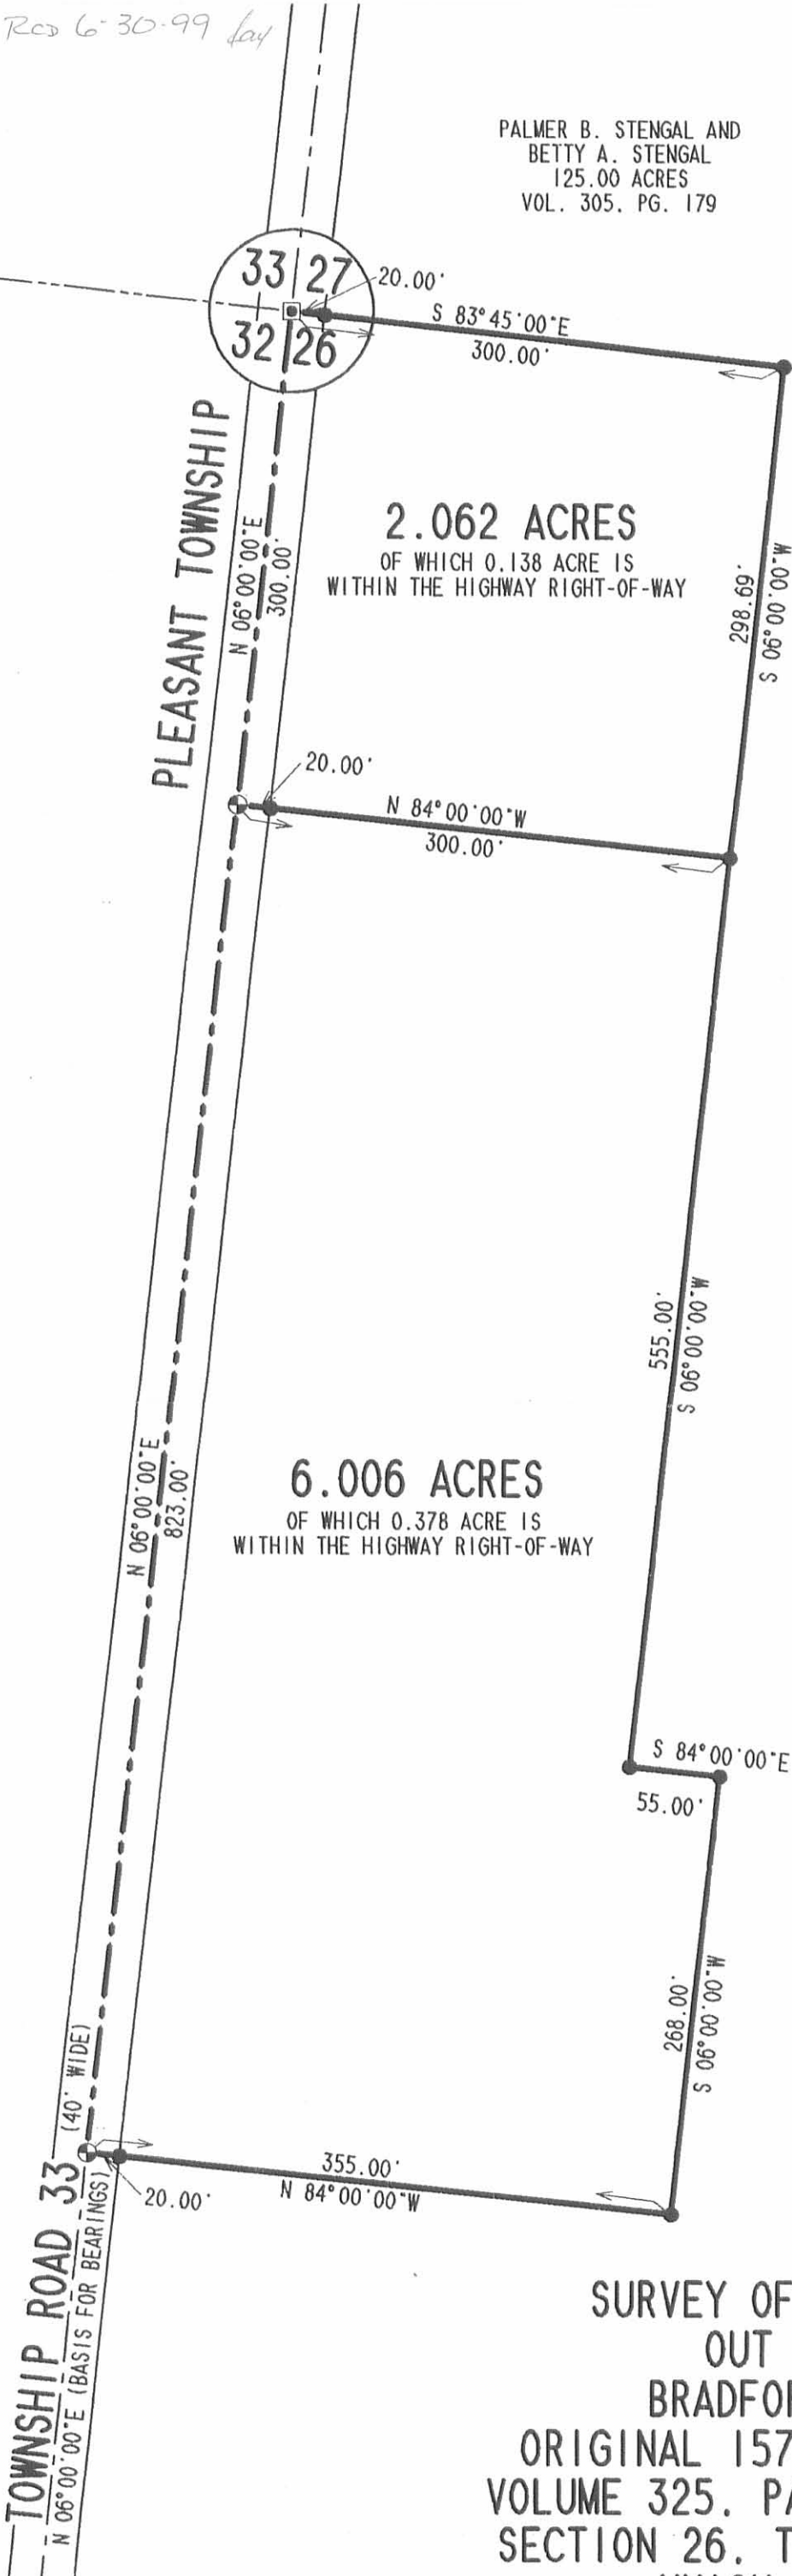 RCD 6-30-99
PALMER B. STENGAL AND
BETTY A. STENGAL
125.00 ACRES
VOL. 305. PG. 179
33 27
32 26
20.00'
S 83°45'00"E
300.00'
PLEASANT TOWNSHIP
N 06°00'00"E
300.00'
2.062 ACRES
OF WHICH 0.138 ACRE IS
WITHIN THE HIGHWAY RIGHT-OF-WAY
298.69'
S 06°00'00"W
20.00'
N 84°00'00"W
300.00'
555.00'
S 06°00'00"W
N 06°00'00"E
823.00'
6.006 ACRES
OF WHICH 0.378 ACRE IS
WITHIN THE HIGHWAY RIGHT-OF-WAY
S 84°00'00"E
55.00'
268.00'
S 06°00'00"W
(40' WIDE)
355.00'
N 84°00'00"W
20.00'
TOWNSHIP ROAD 33
N 06°00'00"E (BASIS FOR BEARINGS)
SURVEY OF
OUT
BRADFO
ORIGINAL 157
VOLUME 325. PA
SECTION 26. T